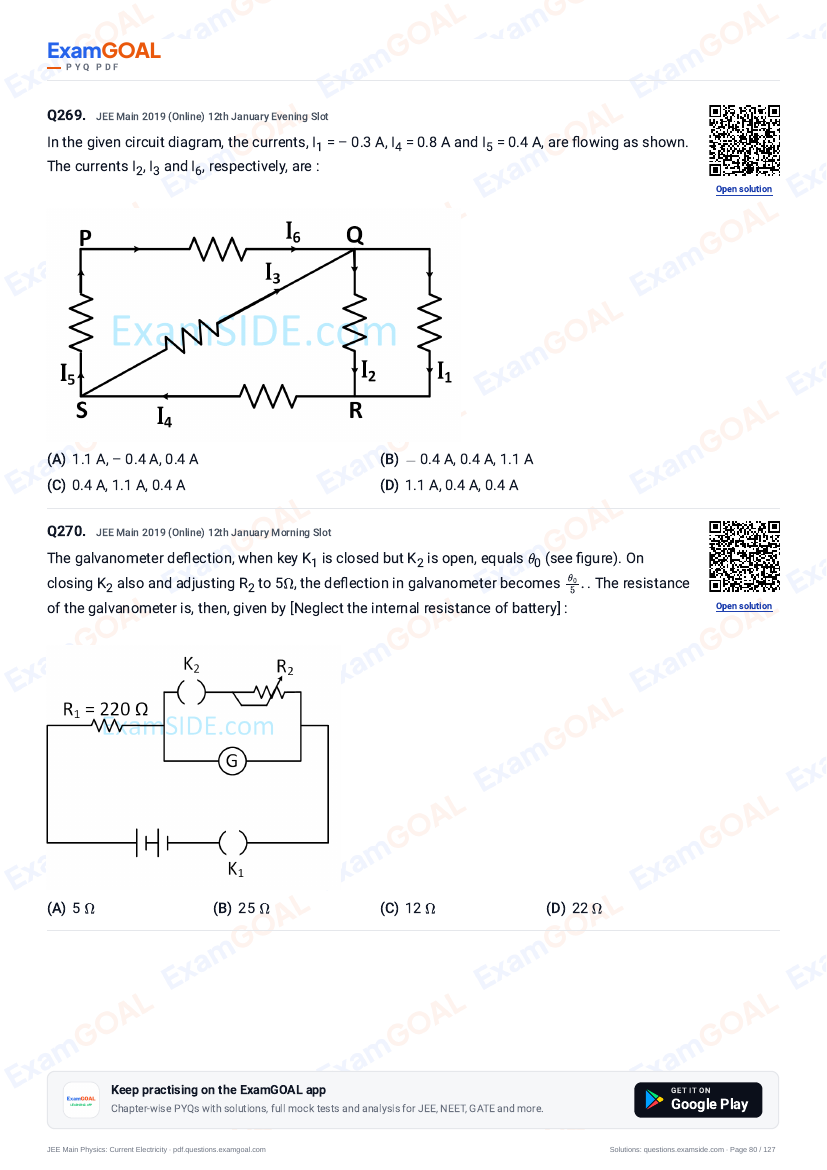 ExamGOAL
PYQ PDF
Q269. JEE Main 2019 (Online) 12th January Evening Slot
In the given circuit diagram, the currents, I1 = − 0.3 A, I4 = 0.8 A and I5 = 0.4 A, are flowing as shown.
The currents I2, I3 and I6, respectively, are :
Open solution
P
I6
Q
I3
ExamSIDE.com
I5
I2
I1
S
I4
R
(A) 1.1 A, − 0.4 A, 0.4 A
(B) − 0.4 A, 0.4 A, 1.1 A
(C) 0.4 A, 1.1 A, 0.4 A
(D) 1.1 A, 0.4 A, 0.4 A
Q270. JEE Main 2019 (Online) 12th January Morning Slot
The galvanometer deflection, when key K1 is closed but K2 is open, equals θ0 (see figure). On
closing K2 also and adjusting R2 to 5Ω, the deflection in galvanometer becomes θ0/5 . . The resistance
of the galvanometer is, then, given by [Neglect the internal resistance of battery] :
Open solution
K2
R2
R1 = 220 Ω
ExamSIDE.com
G
K1
(A) 5 Ω
(B) 25 Ω
(C) 12 Ω
(D) 22 Ω
ExamGOAL
Keep practising on the ExamGOAL app
Chapter-wise PYQs with solutions, full mock tests and analysis for JEE, NEET, GATE and more.
GET IT ON
Google Play
JEE Main Physics: Current Electricity · pdf.questions.examgoal.com
Solutions: questions.examside.com · Page 80 / 127